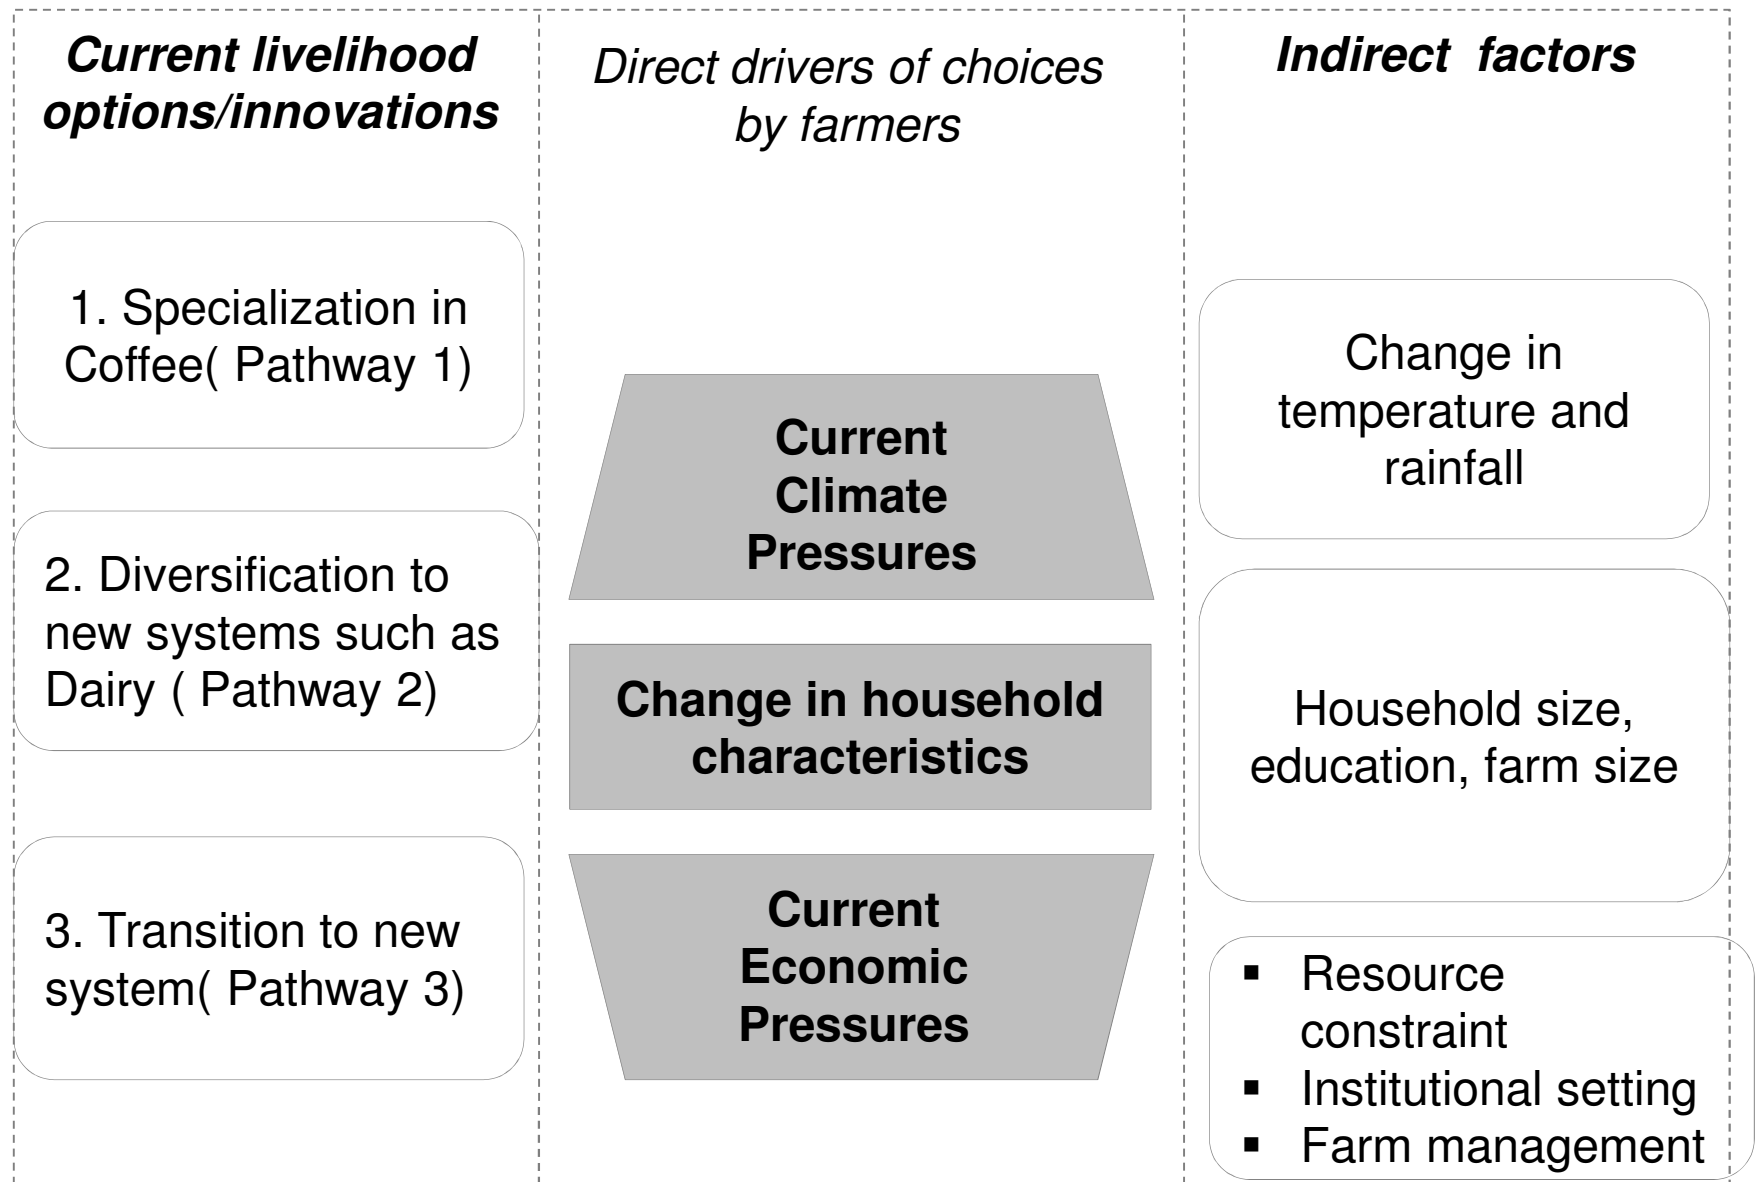 Current livelihood
options/innovations
1. Specialization in
Coffee( Pathway 1)
2. Diversification to
new systems such as
Dairy ( Pathway 2)
3. Transition to new
system( Pathway 3)
Direct drivers of choices
by farmers
Current
Climate
Pressures
Change in household
characteristics
Current
Economic
Pressures
Indirect  factors
Change in
temperature and
rainfall
Household size,
education, farm size
▪ Resource
constraint
▪ Institutional setting
▪ Farm management